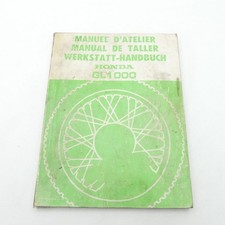 MANUEL D'ATELIER
MANUAL DE TALLER
WERKSTATT-HANDBUCH
HONDA
GL1000